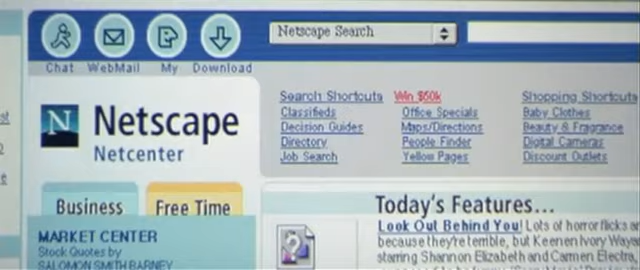 Netscape Search
Chat WebMail My Download
Search Shortcuts Win $50k Shopping Shortcuts
Classifieds Office Specials Baby Clothes
Decision Guides Maps/Directions Beauty & Fragrance
Directory People Finder Digital Cameras
Job Search Yellow Pages Discount Outlets
N Netscape
Netcenter
Business Free Time
Today's Features...
MARKET CENTER
Stock Quotes by
SALOMON SMITH BARNEY
Look Out Behind You! Lots of horror flicks ar
because they're terrible, but Keenen Ivory Waya
starring Shannon Elizabeth and Carmen Electra,